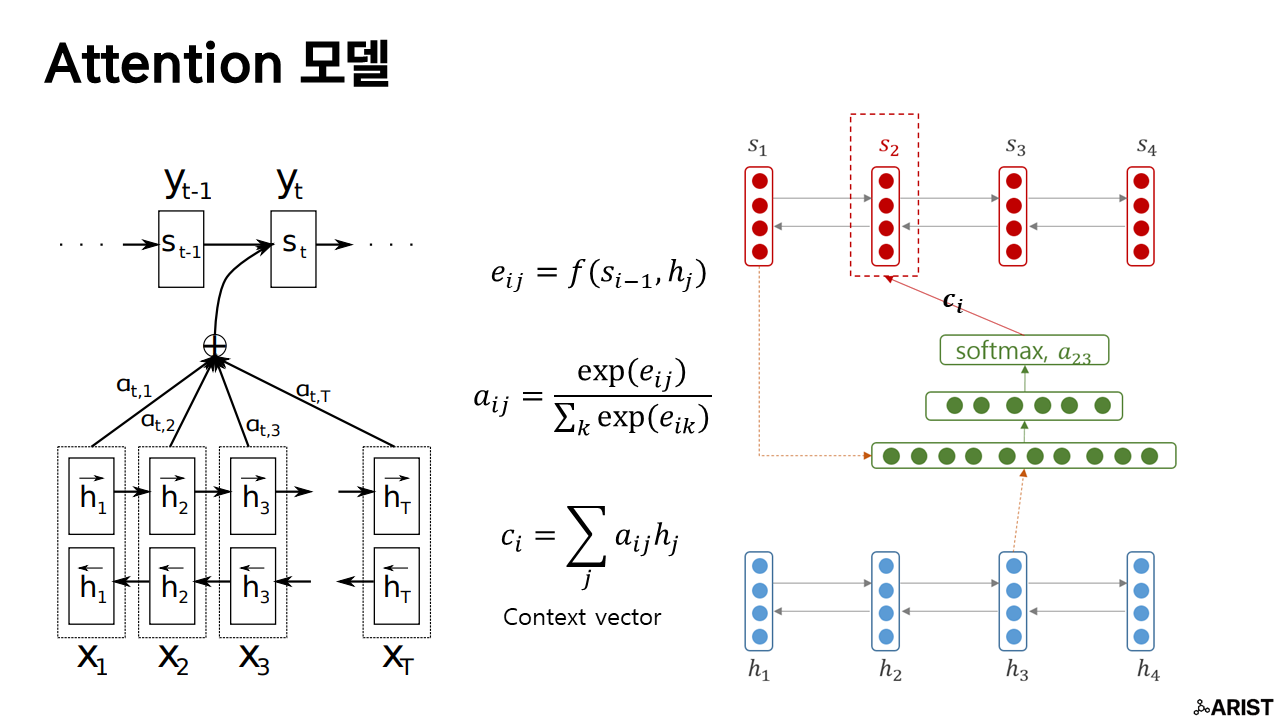 Attention 모델
y_{t-1} y_t
. . . s_{t-1} s_t . . .
a_{t,1} a_{t,2} a_{t,3} a_{t,T}
\overrightarrow{h}_1 \overrightarrow{h}_2 \overrightarrow{h}_3 \overrightarrow{h}_T
\overleftarrow{h}_1 \overleftarrow{h}_2 \overleftarrow{h}_3 \overleftarrow{h}_T
x_1 x_2 x_3 x_T
e_{ij} = f(s_{i-1}, h_j)
a_{ij} = \frac{exp(e_{ij})}{\sum_k exp(e_{ik})}
c_i = \sum_j a_{ij} h_j
Context vector
s_1 s_2 s_3 s_4
c_i
softmax, a_{23}
h_1 h_2 h_3 h_4
ARIST